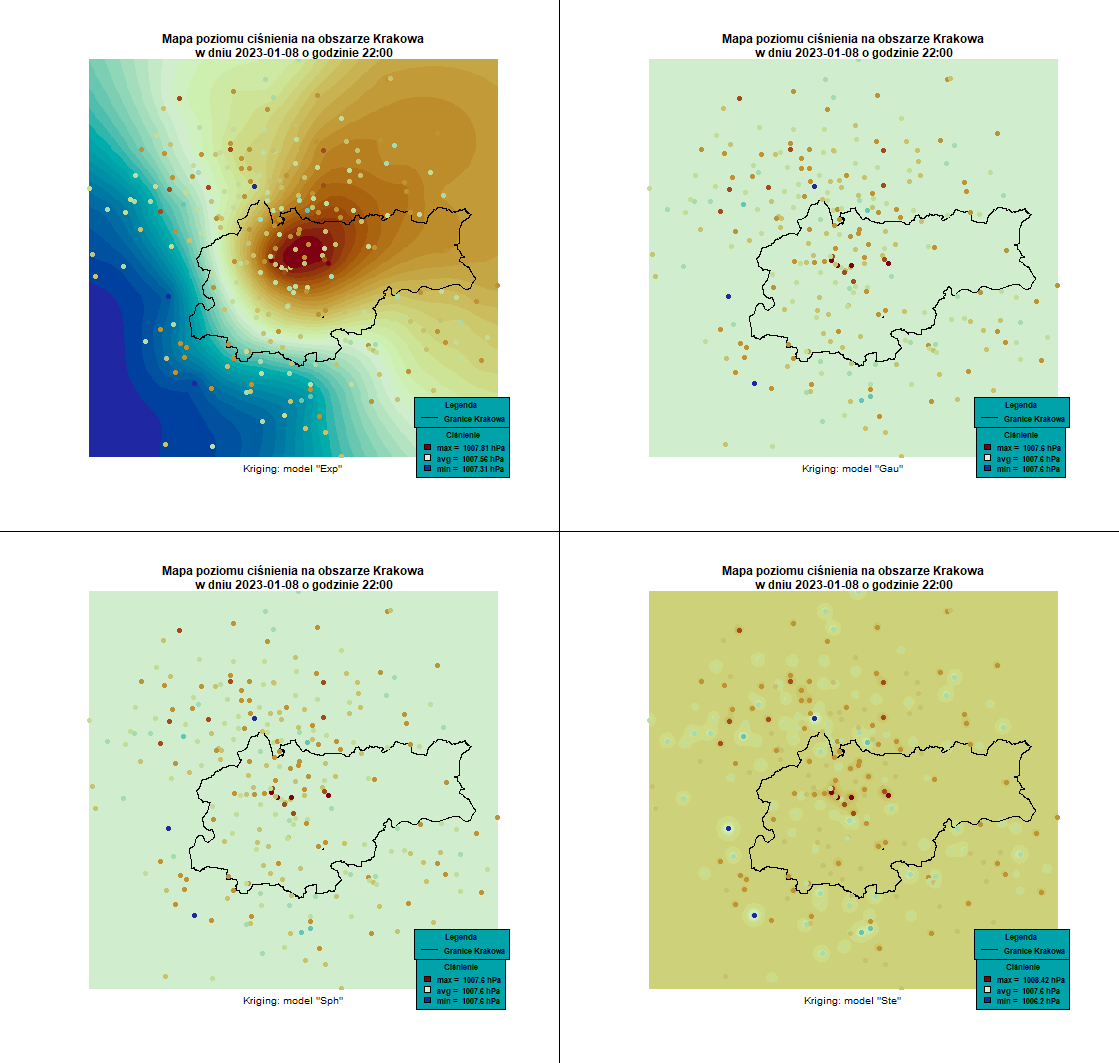 Mapa poziomu ciśnienia na obszarze Krakowa
w dniu 2023-01-08 o godzinie 22:00
Legenda
Granice Krakowa
Ciśnienie
max = 1007.81 hPa
avg = 1007.56 hPa
min = 1007.31 hPa
Kriging: model "Exp"
Mapa poziomu ciśnienia na obszarze Krakowa
w dniu 2023-01-08 o godzinie 22:00
Legenda
Granice Krakowa
Ciśnienie
max = 1007.6 hPa
avg = 1007.6 hPa
min = 1007.6 hPa
Kriging: model "Gau"
Mapa poziomu ciśnienia na obszarze Krakowa
w dniu 2023-01-08 o godzinie 22:00
Legenda
Granice Krakowa
Ciśnienie
max = 1007.6 hPa
avg = 1007.6 hPa
min = 1007.6 hPa
Kriging: model "Sph"
Mapa poziomu ciśnienia na obszarze Krakowa
w dniu 2023-01-08 o godzinie 22:00
Legenda
Granice Krakowa
Ciśnienie
max = 1008.42 hPa
avg = 1007.6 hPa
min = 1006.2 hPa
Kriging: model "Ste"